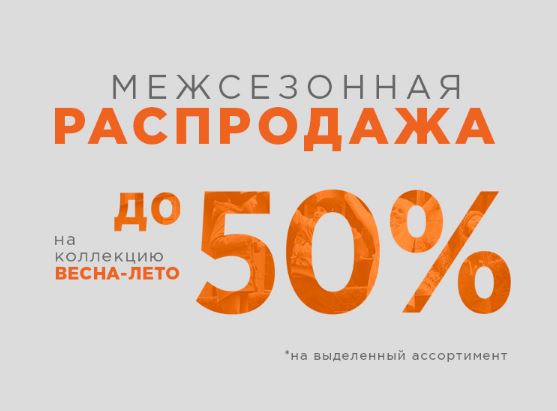 МЕЖСЕЗОННАЯ
РАСПРОДАЖА
ДО 50%
на
коллекцию
ВЕСНА-ЛЕТО
*на выделенный ассортимент